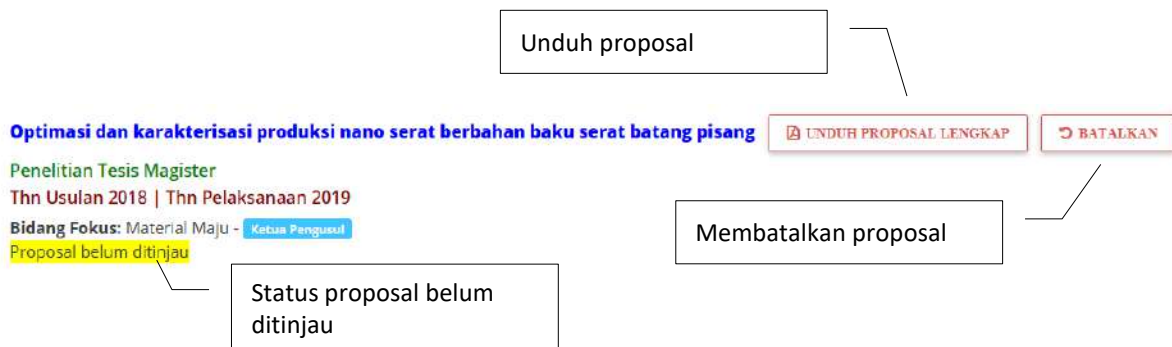 Unduh proposal
Optimasi dan karakterisasi produksi nano serat berbahan baku serat batang pisang
UNDUH PROPOSAL LENGKAP
BATALKAN
Penelitian Tesis Magister
Thn Usulan 2018 | Thn Pelaksanaan 2019
Bidang Fokus: Material Maju - Ketua Pengusul
Proposal belum ditinjau
Membatalkan proposal
Status proposal belum
ditinjau